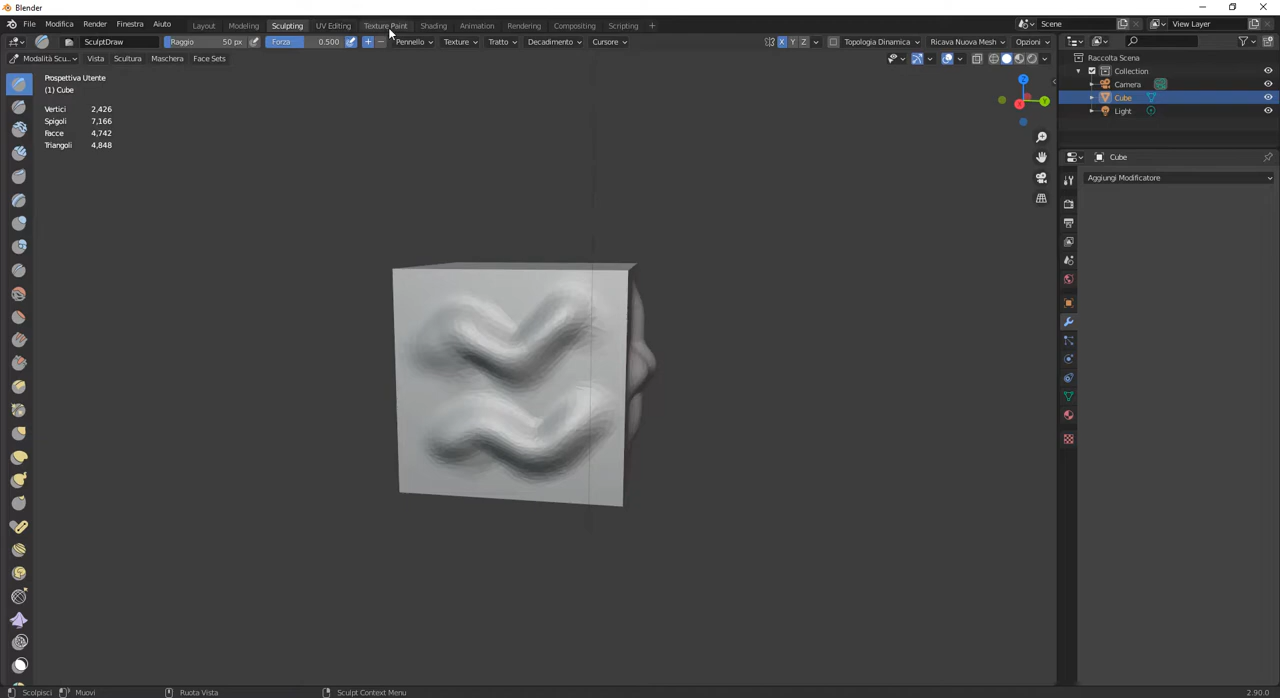 Blender
File Modifica Render Finestra Aiuto Layout Modeling Sculpting UV Editing Texture Paint Shading Animation Rendering Compositing Scripting + Scene View Layer
SculptDraw Raggio 50 px Forza 0.500 Pennello Texture Tratto Decadimento Cursore X Y Z Topologia Dinamica Ricava Nuova Mesh Opzioni
Modalità Scu... Vista Scultura Maschera Face Sets
Raccolta Scena
Collection
Camera
Cube
Light
Prospettiva Utente
(1) Cube
Vertici 2,426
Spigoli 7,166
Facce 4,742
Triangoli 4,848
Z
X Y
Cube
Aggiungi Modificatore
Scolpisci Muovi Ruota Vista Sculpt Context Menu 2.90.0